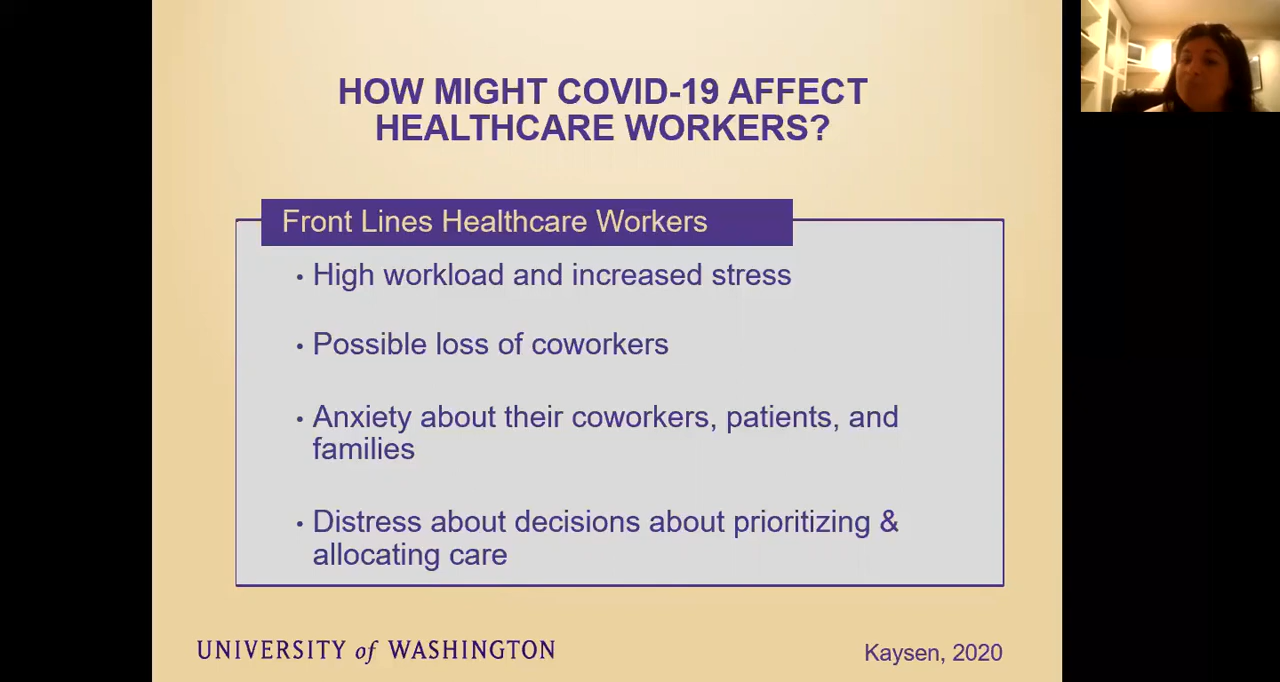 HOW MIGHT COVID-19 AFFECT
HEALTHCARE WORKERS?
Front Lines Healthcare Workers
• High workload and increased stress
• Possible loss of coworkers
• Anxiety about their coworkers, patients, and
families
• Distress about decisions about prioritizing &
allocating care
UNIVERSITY of WASHINGTON
Kaysen, 2020